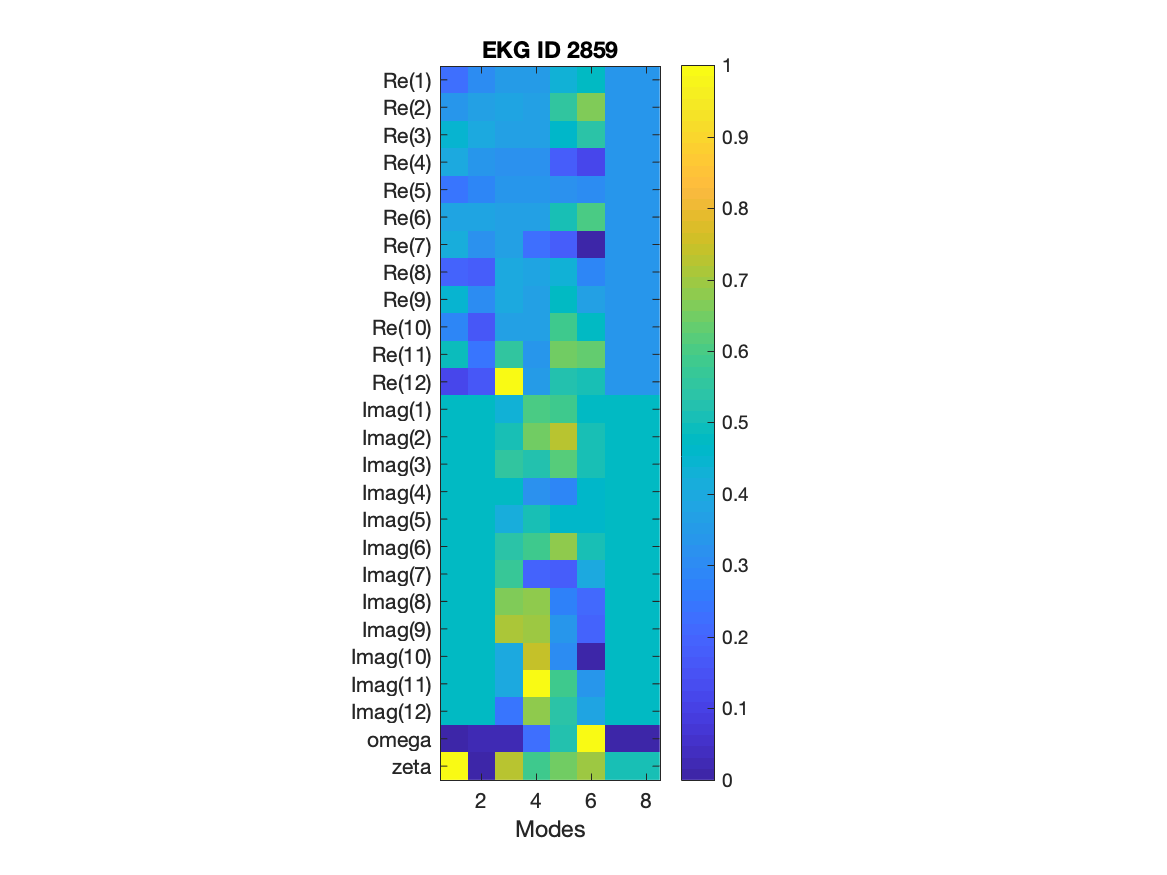 EKG ID 2859
Re(1)
Re(2)
Re(3)
Re(4)
Re(5)
Re(6)
Re(7)
Re(8)
Re(9)
Re(10)
Re(11)
Re(12)
Imag(1)
Imag(2)
Imag(3)
Imag(4)
Imag(5)
Imag(6)
Imag(7)
Imag(8)
Imag(9)
Imag(10)
Imag(11)
Imag(12)
omega
zeta
2 4 6 8
Modes
1
0.9
0.8
0.7
0.6
0.5
0.4
0.3
0.2
0.1
0